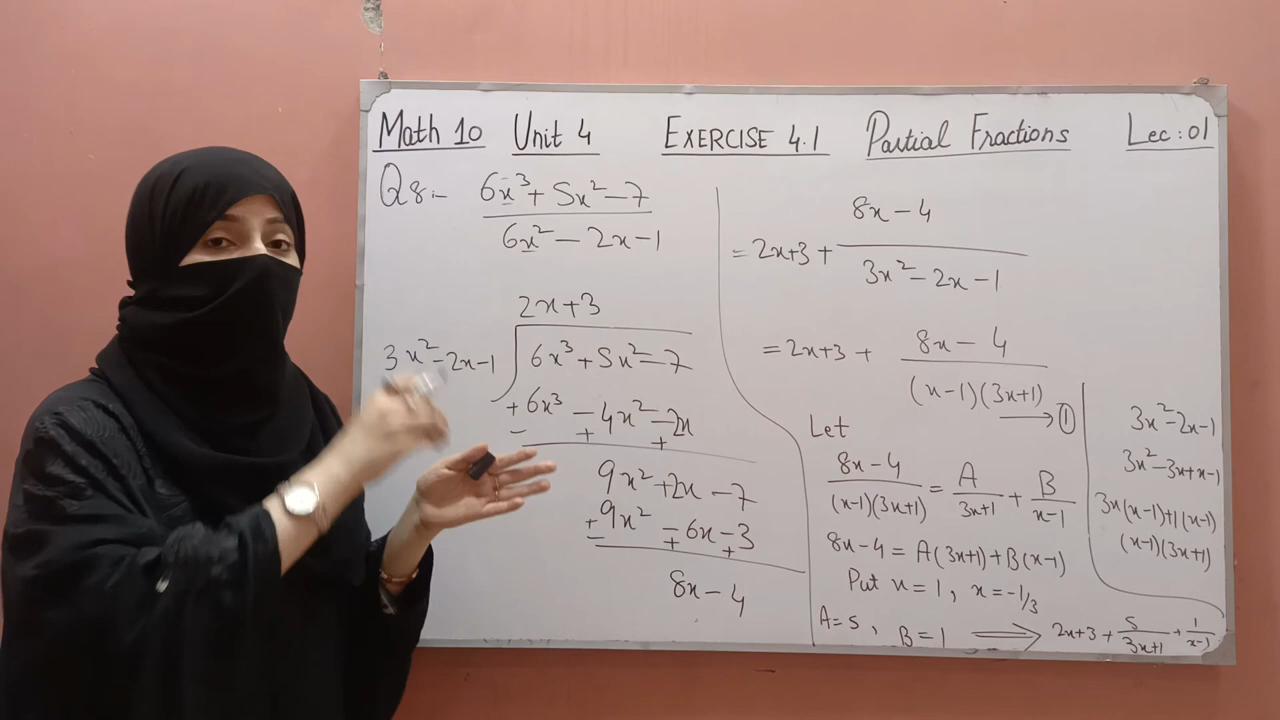 Math 10 Unit 4 EXERCISE 4.1 Partial Fractions Lec: 01
Q8:- 6x³ + 5x² - 7
6x² - 2x - 1
2x + 3
3x² - 2x - 1 6x³ + 5x² - 7
+ 6x³ - 4x² - 2x
- + +
9x² + 2x - 7
+ 9x² - 6x - 3
- + +
8x - 4
= 2x+3 + 8x - 4
3x² - 2x - 1
= 2x+3 + 8x - 4
(x-1)(3x+1)
→ ①
Let
8x - 4 / (x-1)(3x+1) = A / 3x+1 + B / x-1
8x - 4 = A(3x+1) + B(x-1)
Put x = 1, x = -1/3
A = 5, B = 1 ⟹ 2x+3 + 5 / 3x+1 + 1 / x-1
3x² - 2x - 1
3x² - 3x + x - 1
3x(x-1)+1(x-1)
(x-1)(3x+1)